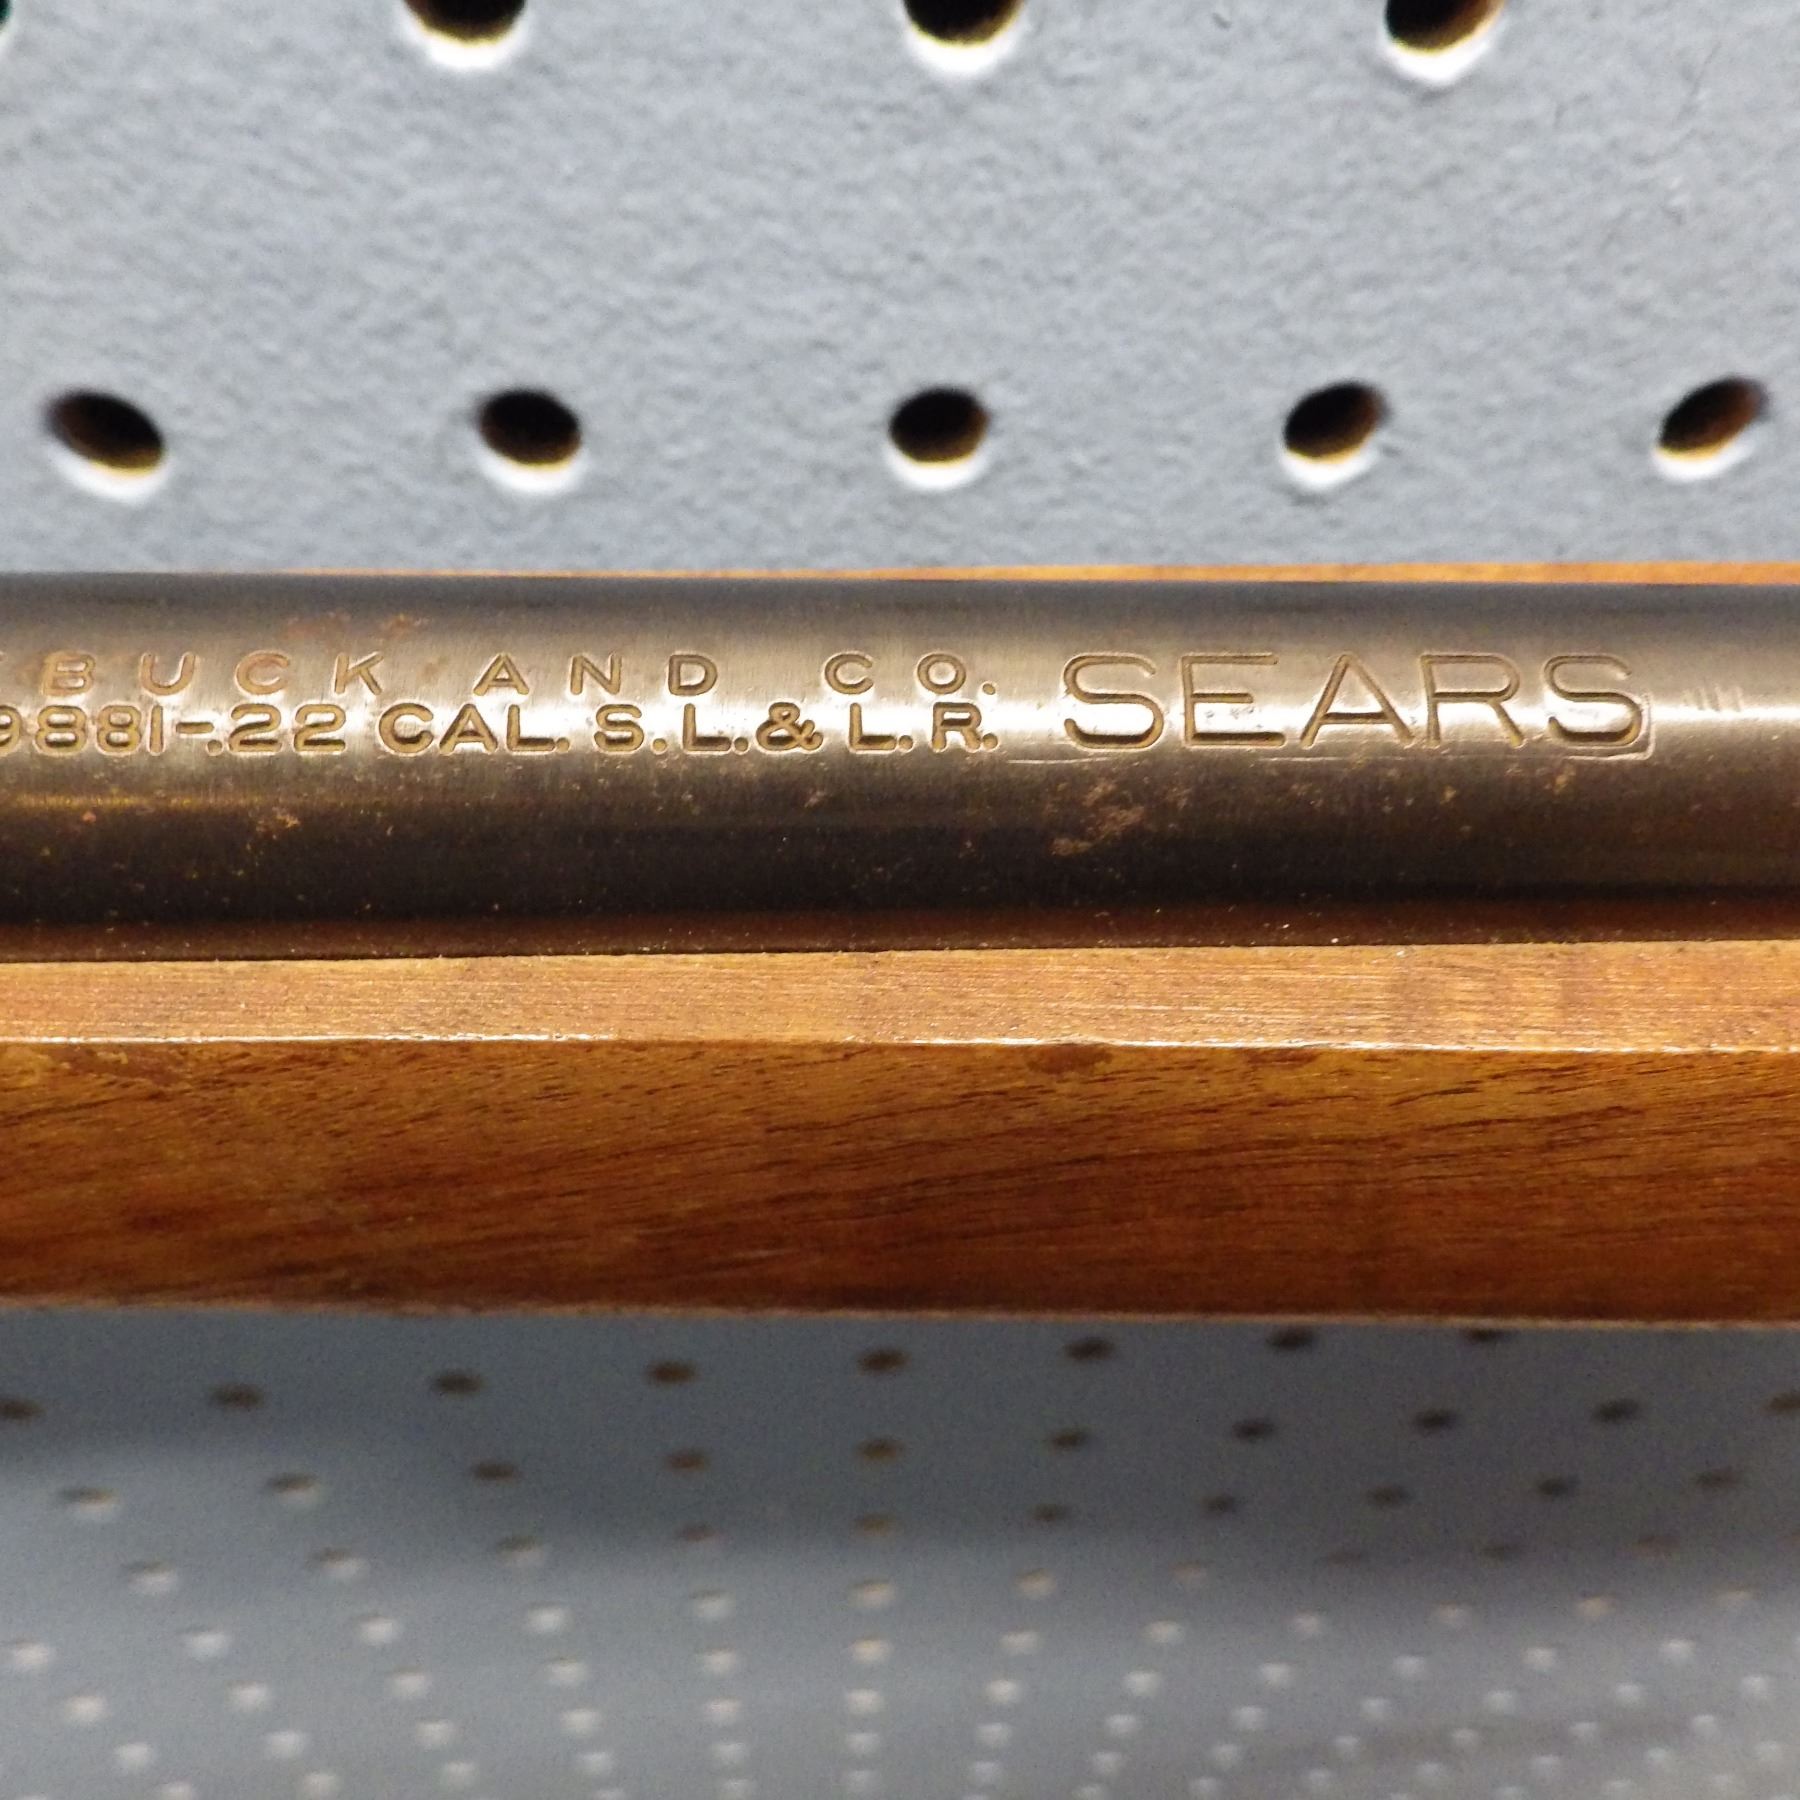 BUCK AND CO. SEARS
9881-.22 CAL. S.L.& L.R.